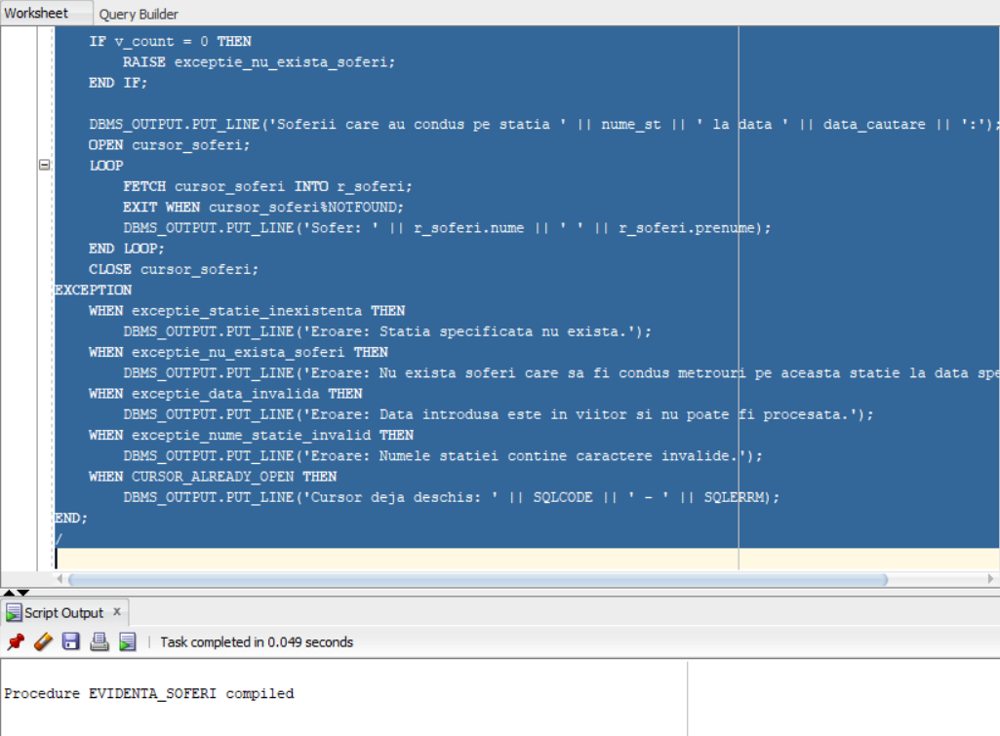 Worksheet Query Builder
IF v_count = 0 THEN
RAISE exceptie_nu_exista_soferi;
END IF;
DBMS_OUTPUT.PUT_LINE('Soferii care au condus pe statia ' || nume_st || ' la data ' || data_cautare || ':');
OPEN cursor_soferi;
LOOP
FETCH cursor_soferi INTO r_soferi;
EXIT WHEN cursor_soferi%NOTFOUND;
DBMS_OUTPUT.PUT_LINE('Sofer: ' || r_soferi.nume || ' ' || r_soferi.prenume);
END LOOP;
CLOSE cursor_soferi;
EXCEPTION
WHEN exceptie_statie_inexistenta THEN
DBMS_OUTPUT.PUT_LINE('Eroare: Statia specificata nu exista.');
WHEN exceptie_nu_exista_soferi THEN
DBMS_OUTPUT.PUT_LINE('Eroare: Nu exista soferi care sa fi condus metrouri pe aceasta statie la data spe
WHEN exceptie_data_invalida THEN
DBMS_OUTPUT.PUT_LINE('Eroare: Data introdusa este in viitor si nu poate fi procesata.');
WHEN exceptie_nume_statie_invalid THEN
DBMS_OUTPUT.PUT_LINE('Eroare: Numele statiei contine caractere invalide.');
WHEN CURSOR_ALREADY_OPEN THEN
DBMS_OUTPUT.PUT_LINE('Cursor deja deschis: ' || SQLCODE || ' - ' || SQLERRM);
END;
/
Script Output x
Task completed in 0.049 seconds
Procedure EVIDENTA_SOFERI compiled